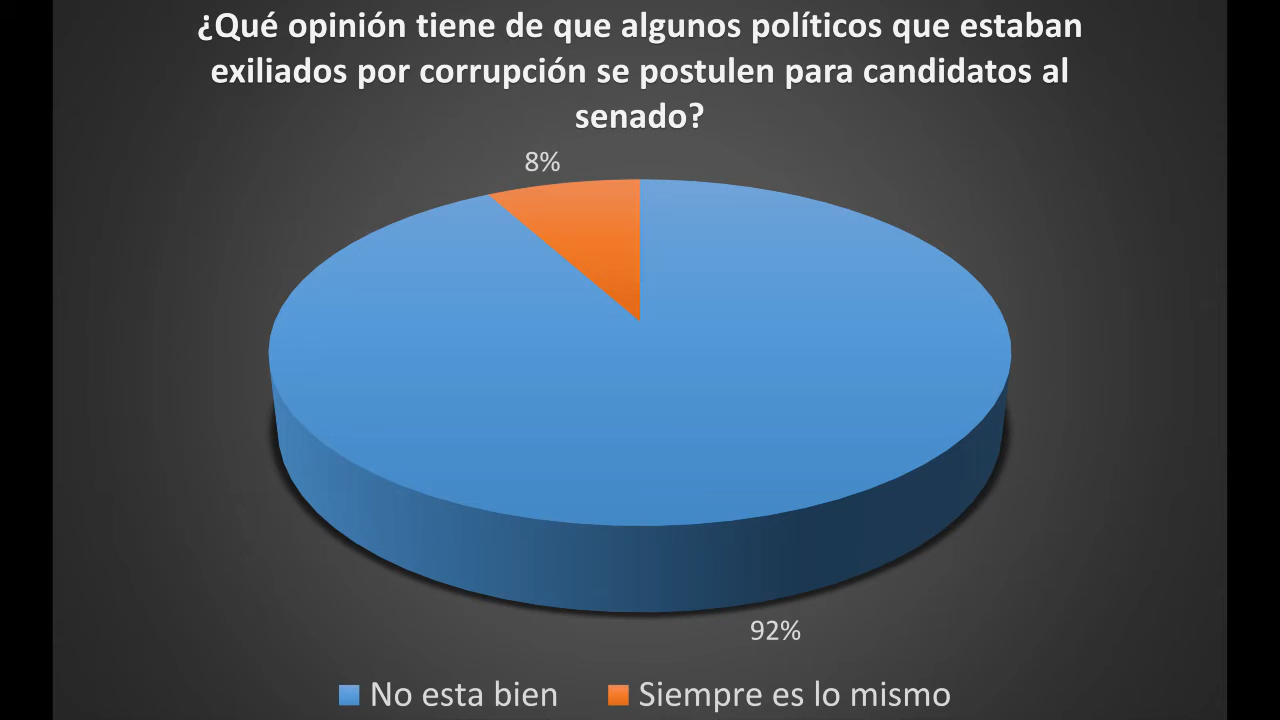 ¿Qué opinión tiene de que algunos políticos que estaban
exiliados por corrupción se postulen para candidatos al
senado?
8%
92%
No esta bien
Siempre es lo mismo